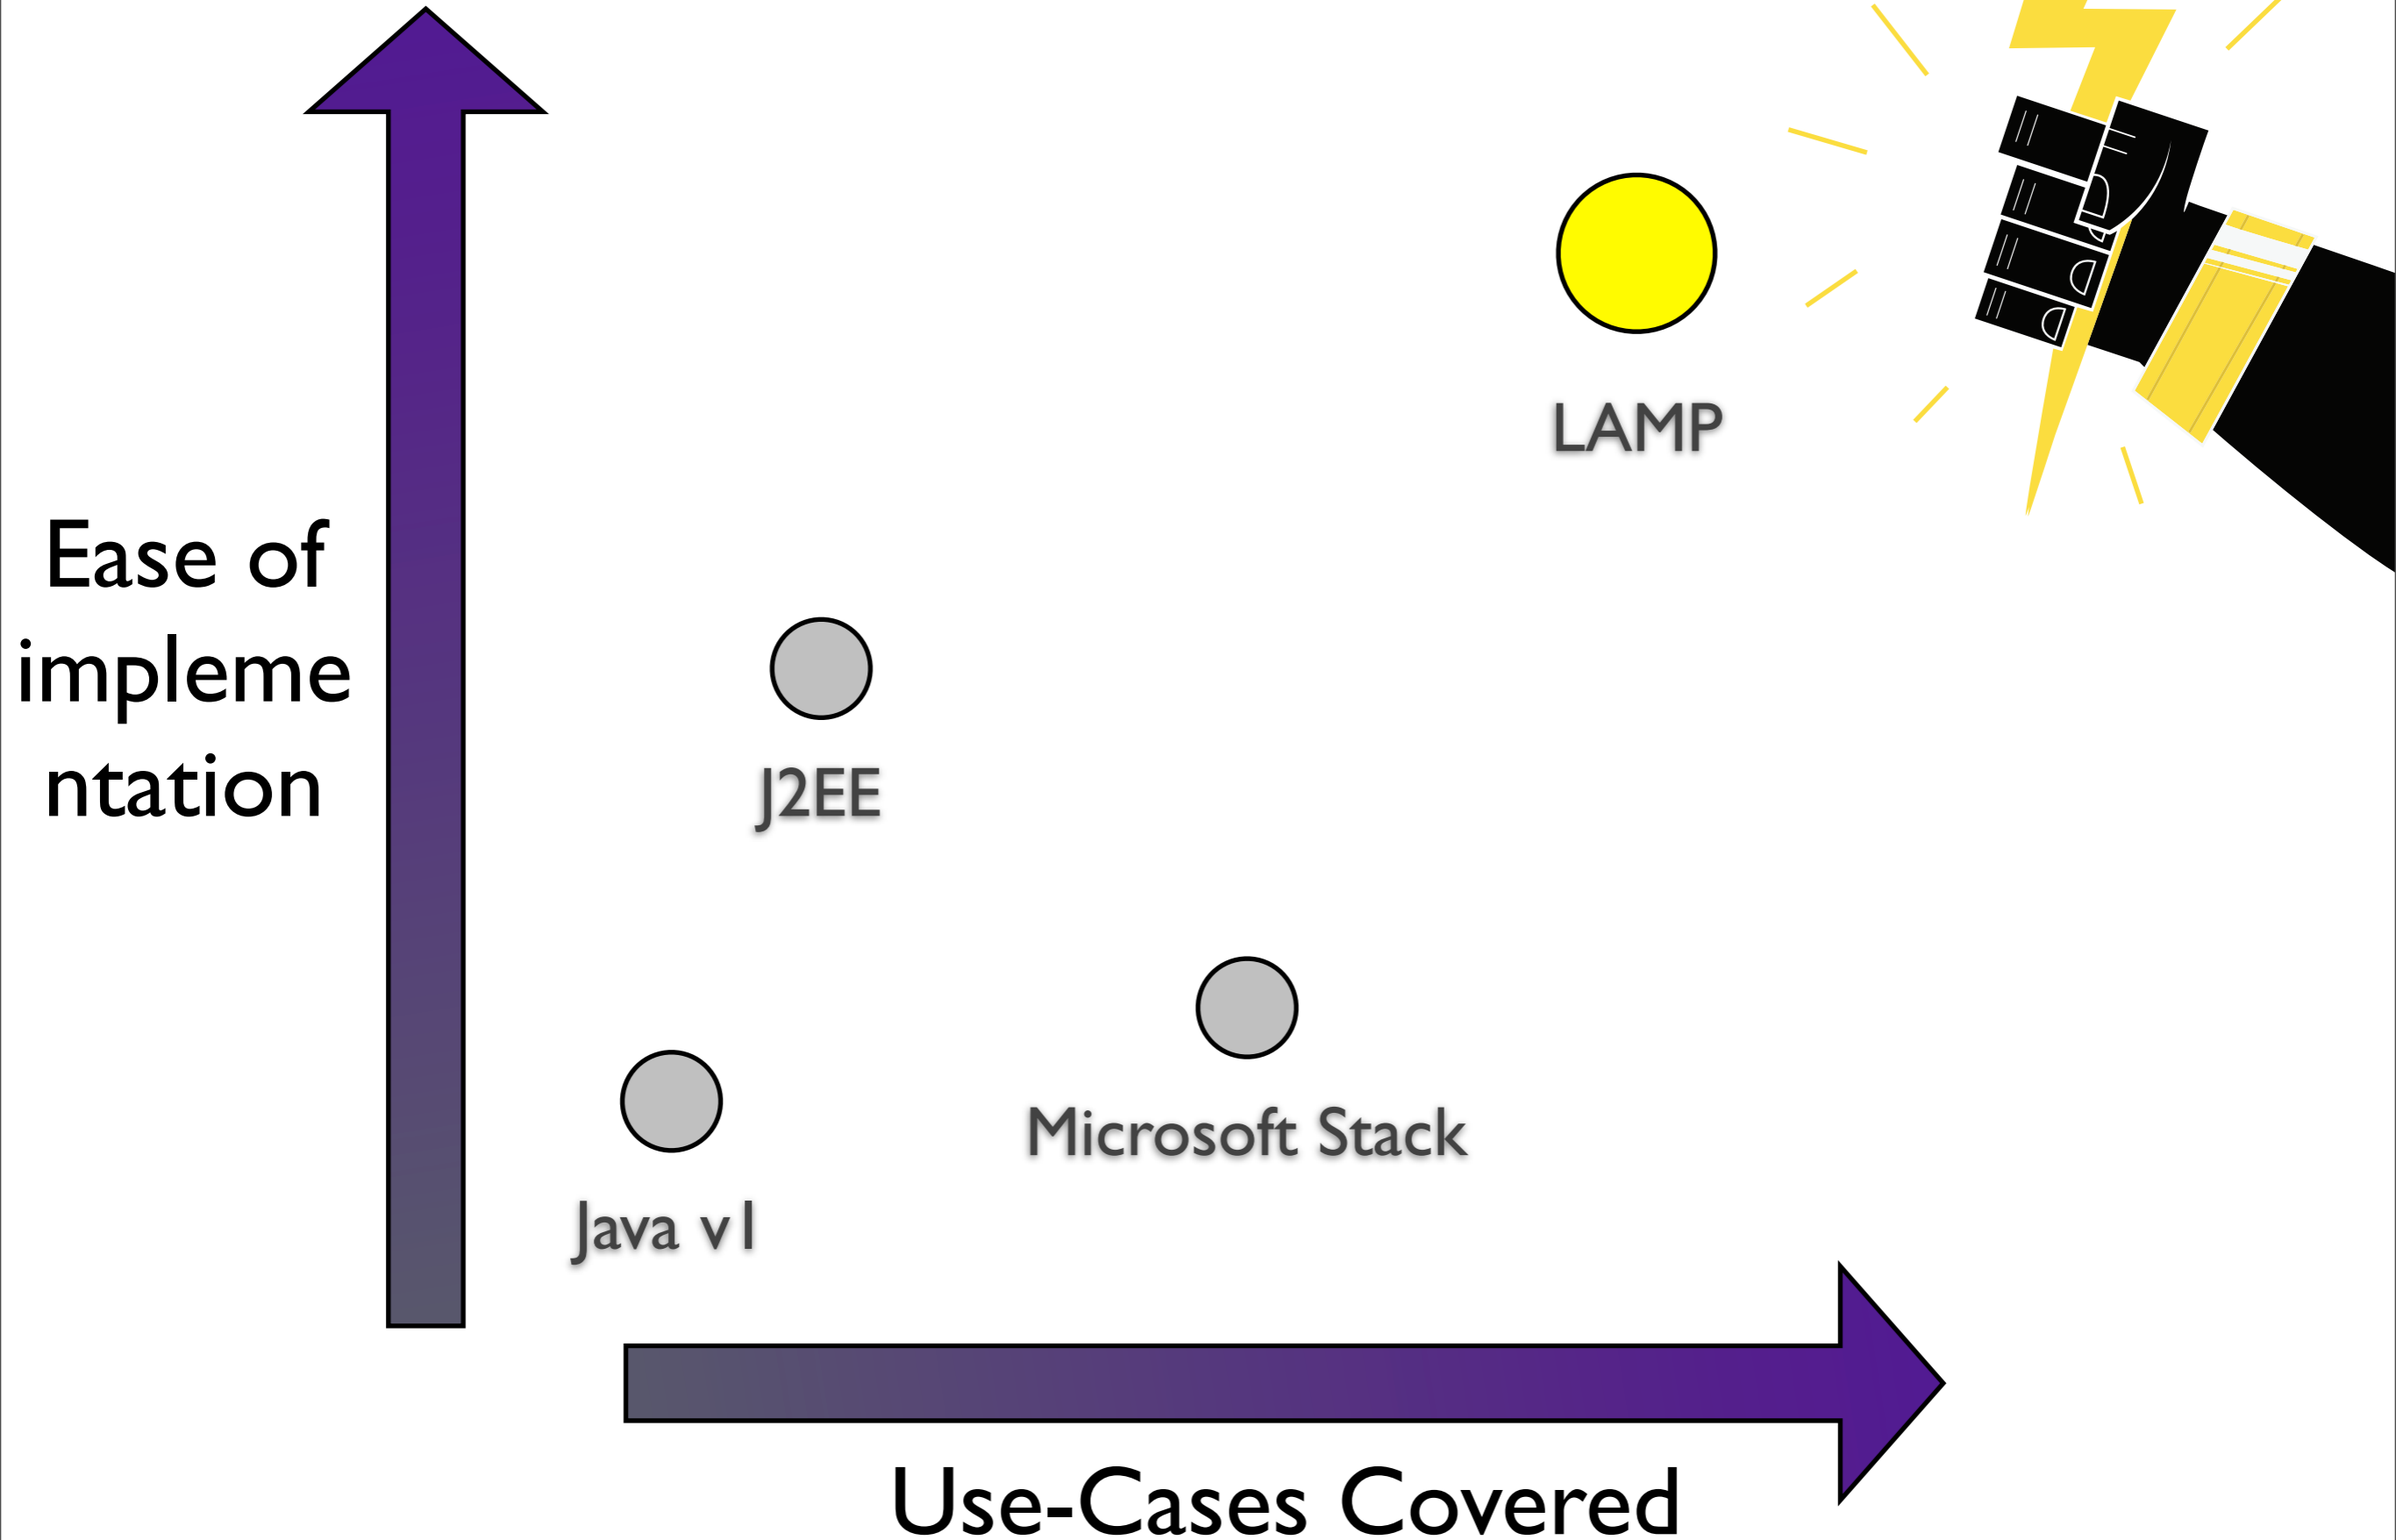 LAMP
Ease of
impleme
ntation
J2EE
Microsoft Stack
Java v1
Use-Cases Covered